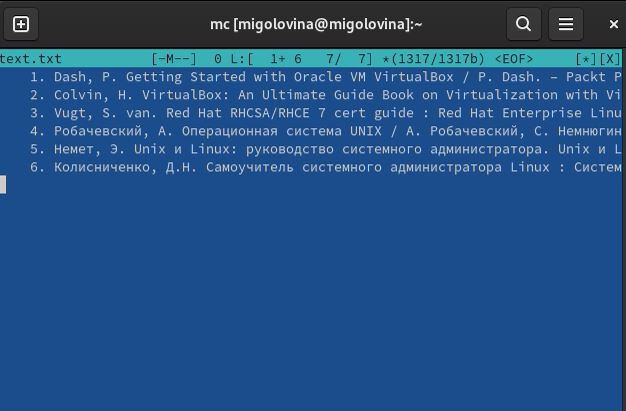 mc [migolovina@migolovina]:~
text.txt [-M--] 0 L:[ 1+ 6 7/ 7] *(1317/1317b) <EOF> [*][X]
1. Dash, P. Getting Started with Oracle VM VirtualBox / P. Dash. – Packt P
2. Colvin, H. VirtualBox: An Ultimate Guide Book on Virtualization with Vi
3. Vugt, S. van. Red Hat RHCSA/RHCE 7 cert guide : Red Hat Enterprise Linu
4. Робачевский, А. Операционная система UNIX / А. Робачевский, С. Немнюгин
5. Немет, Э. Unix и Linux: руководство системного администратора. Unix и L
6. Колисниченко, Д.Н. Самоучитель системного администратора Linux : Систем